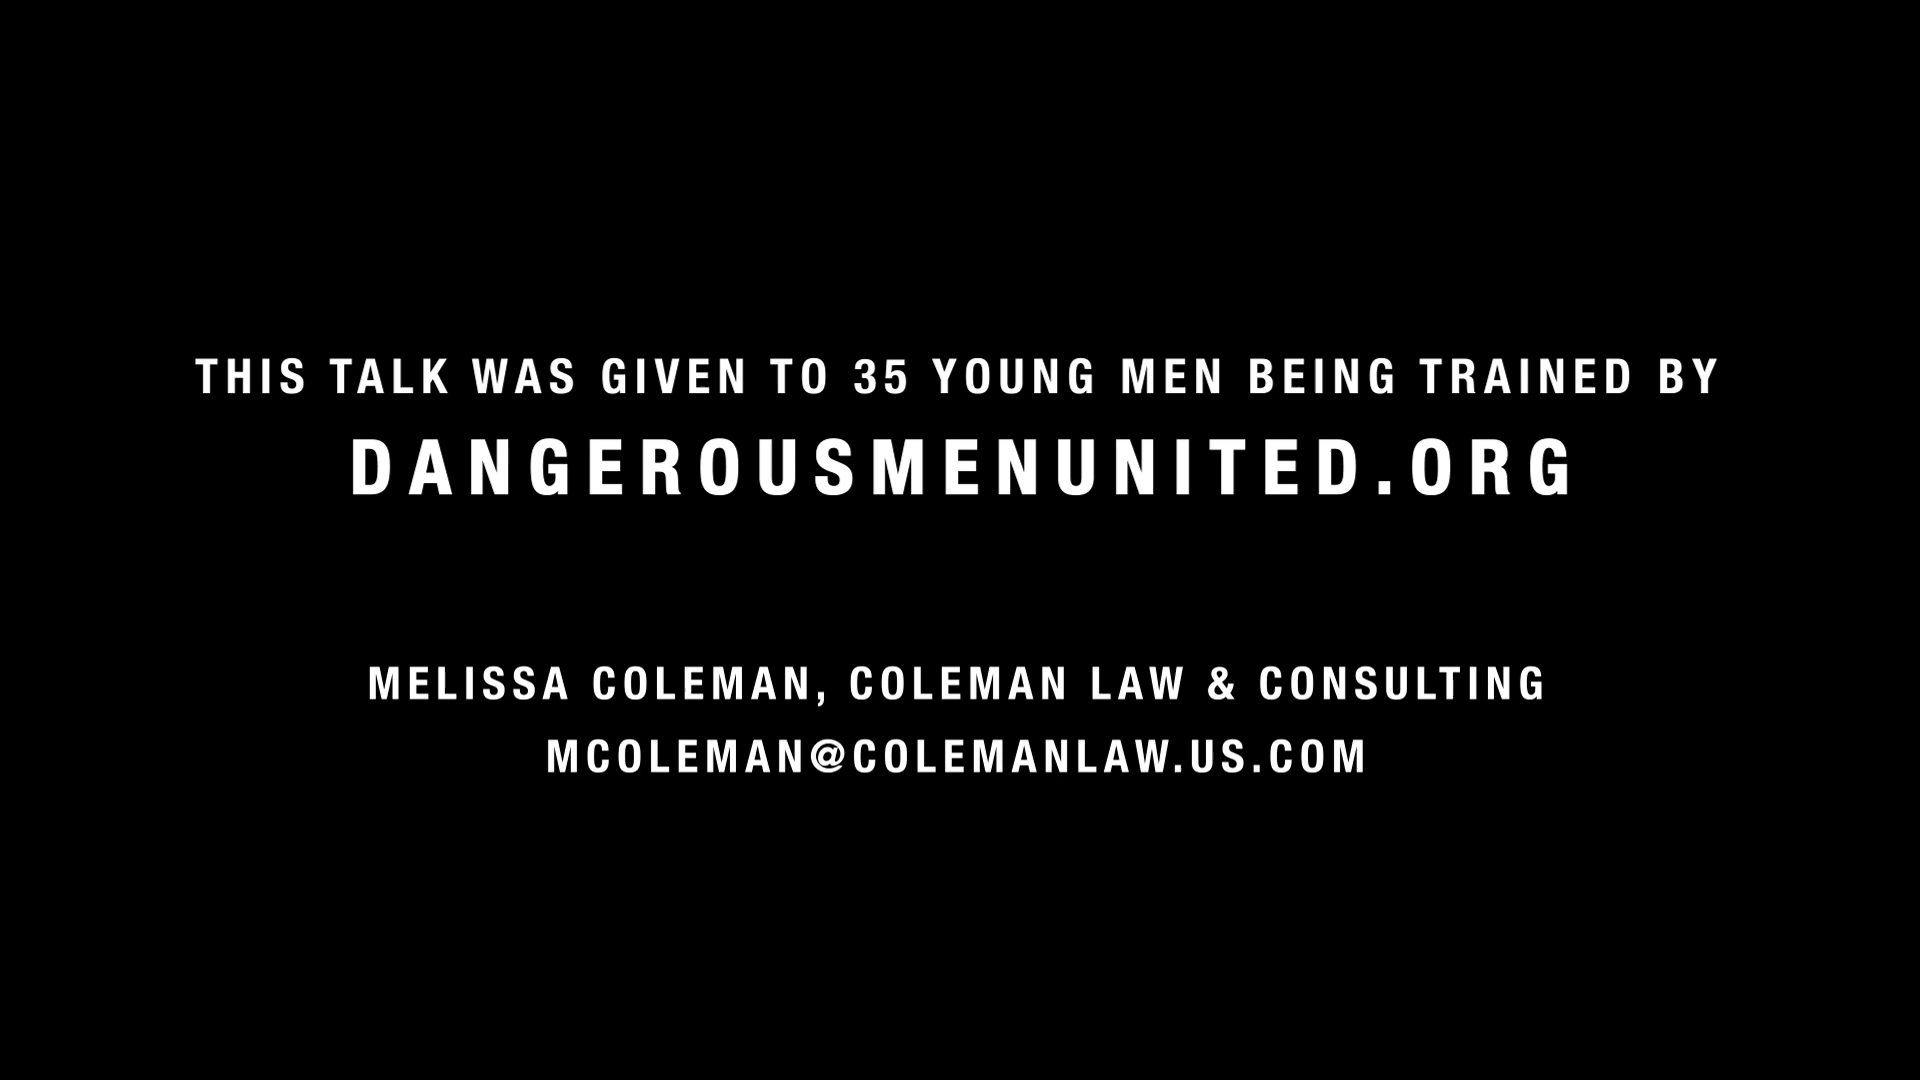 THIS TALK WAS GIVEN TO 35 YOUNG MEN BEING TRAINED BY
DANGEROUSMENUNITED.ORG
MELISSA COLEMAN, COLEMAN LAW & CONSULTING
MCOLEMAN@COLEMANLAW.US.COM